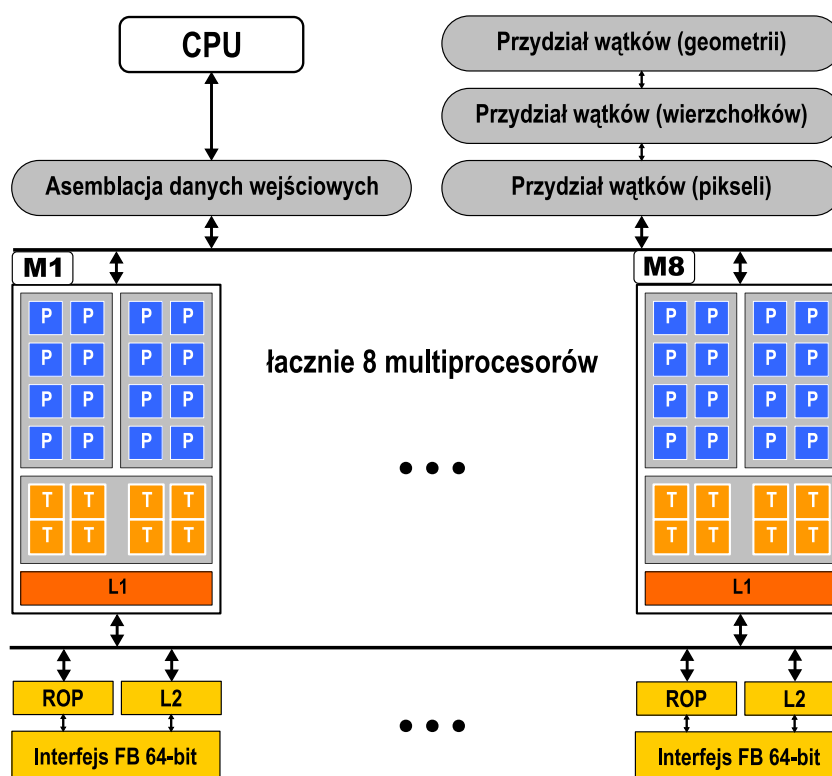 CPU
Przydział wątków (geometrii)
Przydział wątków (wierzchołków)
Asemblacja danych wejściowych
Przydział wątków (pikseli)
M1
M8
P P P P
P P P P
P P P P
P P P P
P P P P
P P P P
P P P P
P P P P
łacznie 8 multiprocesorów
T T T T
T T T T
T T T T
T T T T
L1
L1
ROP
L2
ROP
L2
Interfejs FB 64-bit
Interfejs FB 64-bit